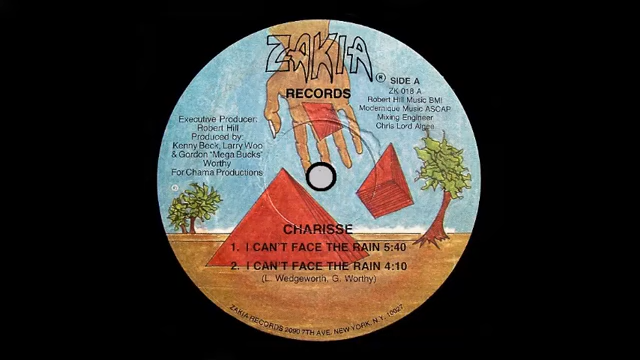 ZAKIA
®
RECORDS
SIDE A
ZK 018 A
Robert Hill Music BMI
Modernique Music ASCAP
Mixing Engineer
Chris Lord Algee
Executive Producer:
Robert Hill
Produced by:
Kenny Beck, Larry Woo
& Gordon "Mega Bucks"
Worthy
For Chama Productions
CHARISSE
1. I CAN'T FACE THE RAIN 5:40
2. I CAN'T FACE THE RAIN 4:10
(L. Wedgeworth, G. Worthy)
ZAKIA RECORDS 2090 7TH AVE, NEW YORK, N.Y. 10027